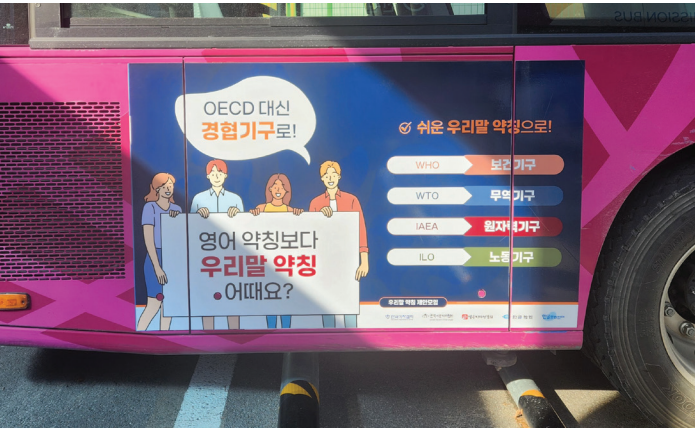 OECD 대신
경협기구로!
쉬운 우리말 약칭으로!
WHO 보건기구
WTO 무역기구
IAEA 원자력기구
ILO 노동기구
영어 약칭보다
우리말 약칭
어때요?
우리말 약칭 제안모임